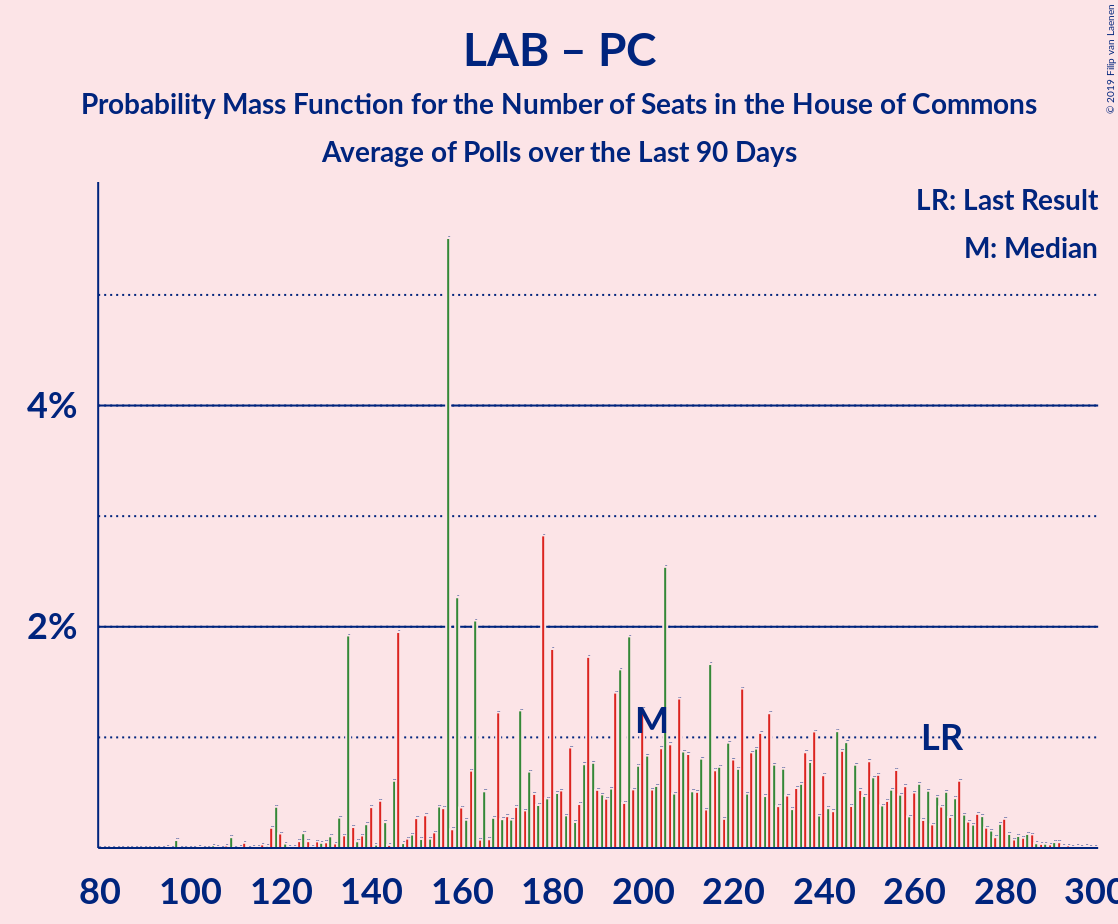 LAB – PC
Probability Mass Function for the Number of Seats in the House of Commons
Average of Polls over the Last 90 Days
© 2019 Filip van Laenen
LR: Last Result
M: Median
4%
2%
M
LR
80 100 120 140 160 180 200 220 240 260 280 300